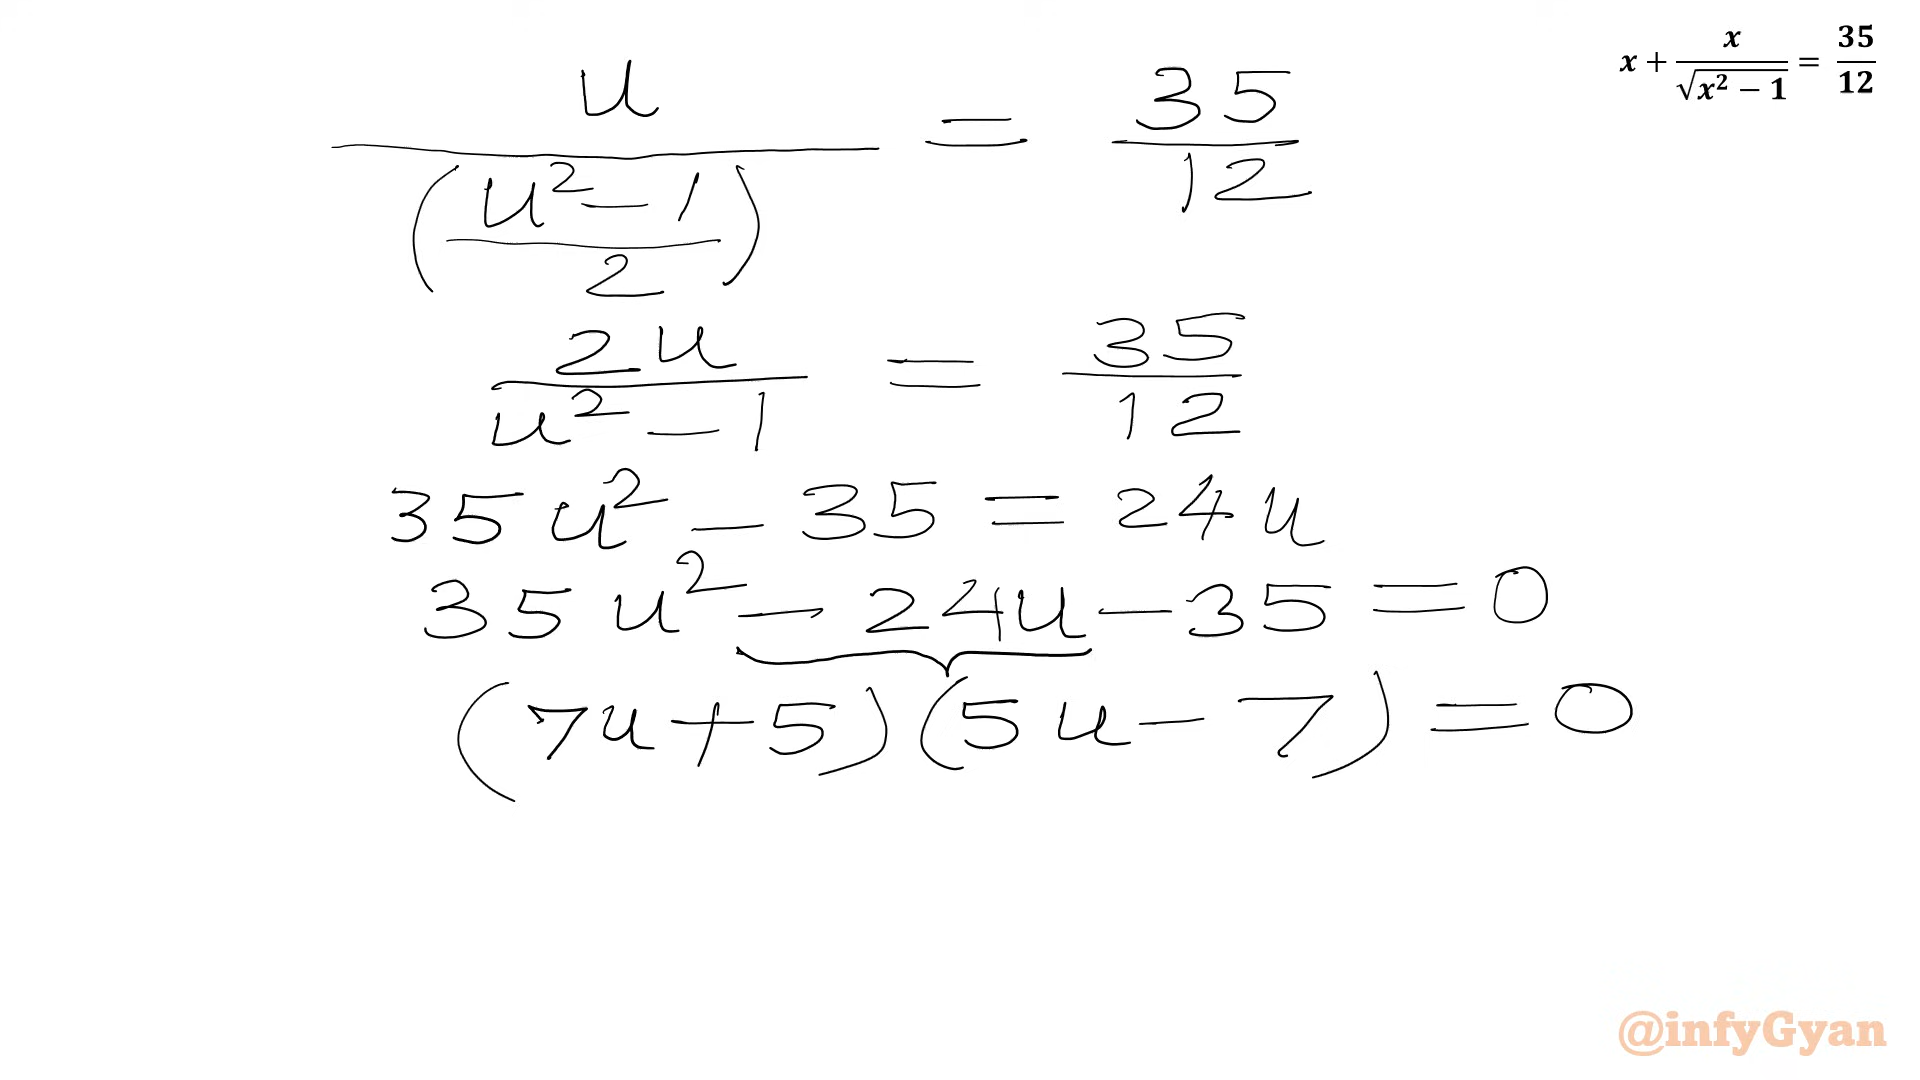 x + x/√(x² − 1) = 35/12
u/((u² − 1)/2) = 35/12
2u/(u² − 1) = 35/12
35u² − 35 = 24u
35u² − 24u − 35 = 0
(7u + 5)(5u − 7) = 0
@infyGyan